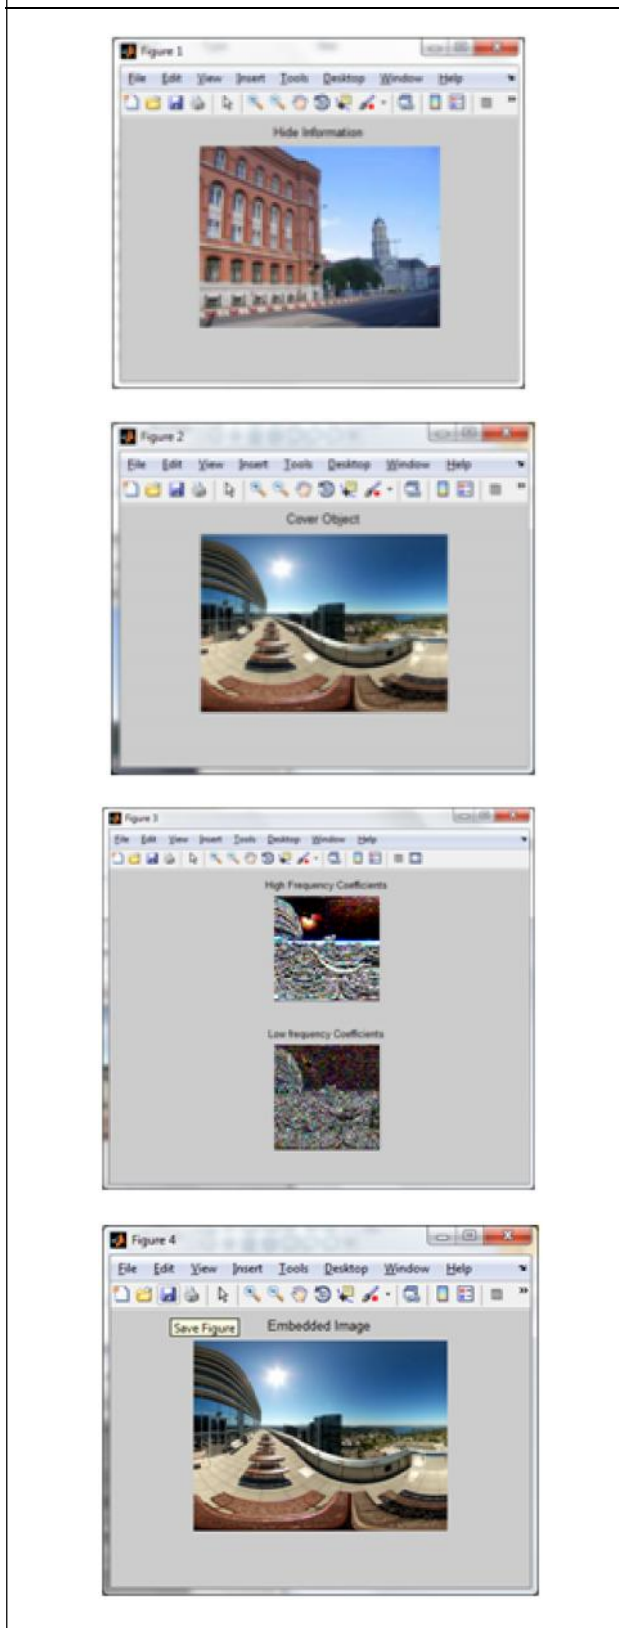 Figure 1
File Edit View Insert Tools Desktop Window Help
Hide Information
Figure 2
File Edit View Insert Tools Desktop Window Help
Cover Object
Figure 3
File Edit View Insert Tools Desktop Window Help
High Frequency Coefficients
Low frequency Coefficients
Figure 4
File Edit View Insert Tools Desktop Window Help
Save Figure
Embedded Image